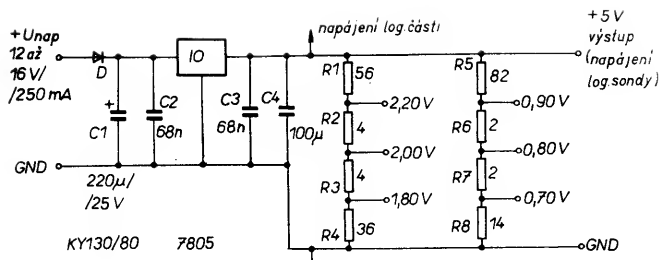 +Unap
12 až
16 V/
/250 mA
D
+
C1
C2
68n
IO
C3
68n
C4
100µ
GND
220µ/
/25 V
KY130/80
7805
napájení log. části
R1
56
2,20 V
R2
4
2,00 V
R3
4
1,80 V
R4
36
R5
82
0,90 V
R6
2
0,80 V
R7
2
0,70 V
R8
14
+5V
výstup
(napájení
log.sondy)
GND